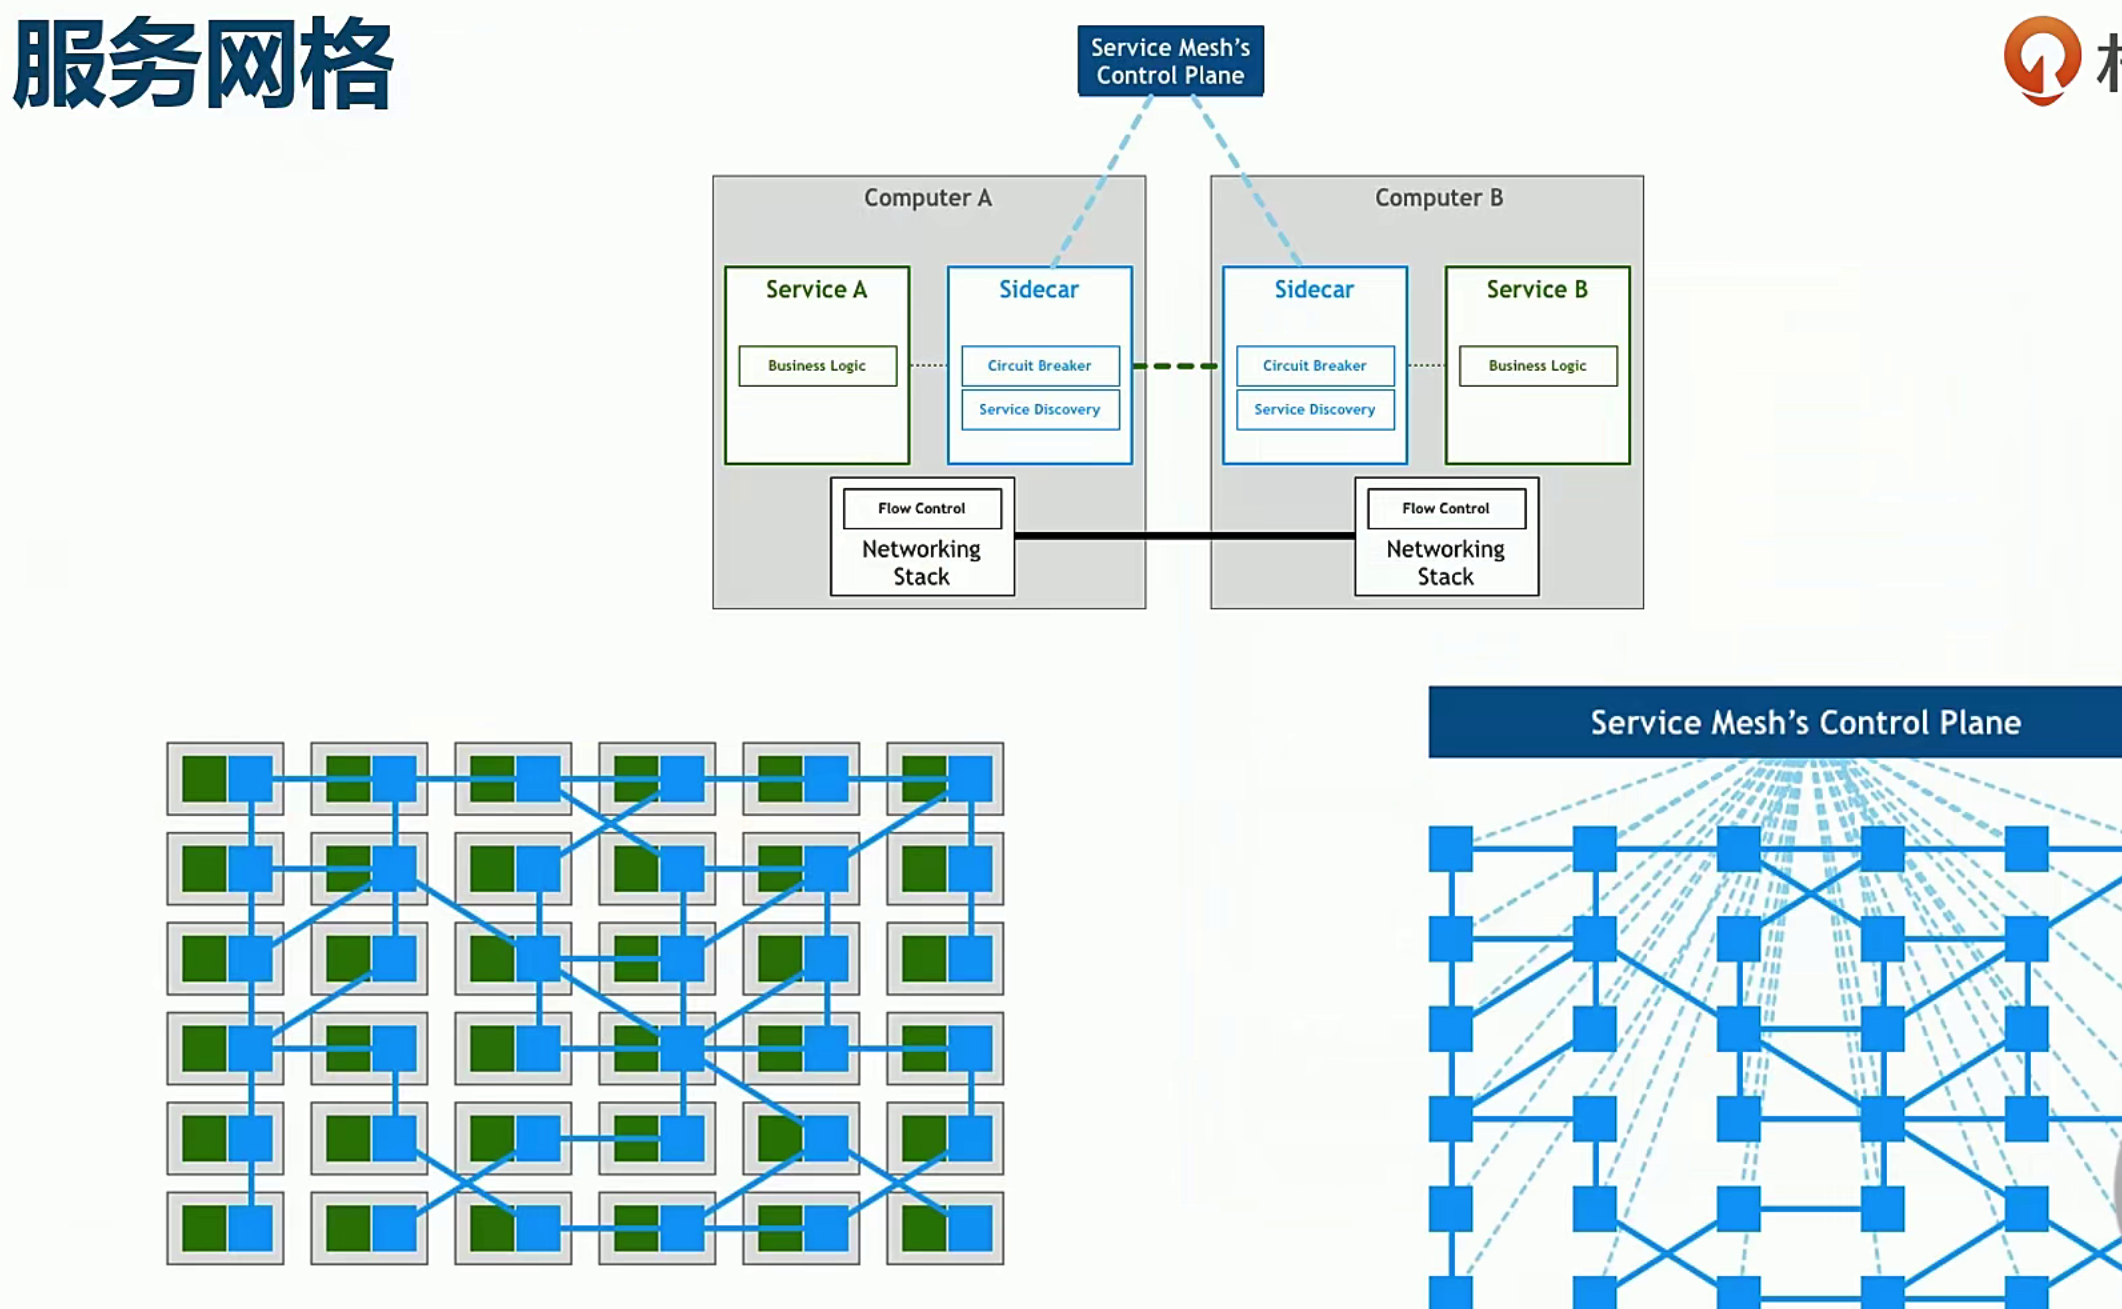 服务网格
Service Mesh's
Control Plane
Computer A
Computer B
Service A
Sidecar
Sidecar
Service B
Business Logic
Circuit Breaker
Circuit Breaker
Business Logic
Service Discovery
Service Discovery
Flow Control
Flow Control
Networking
Stack
Networking
Stack
Service Mesh's Control Plane